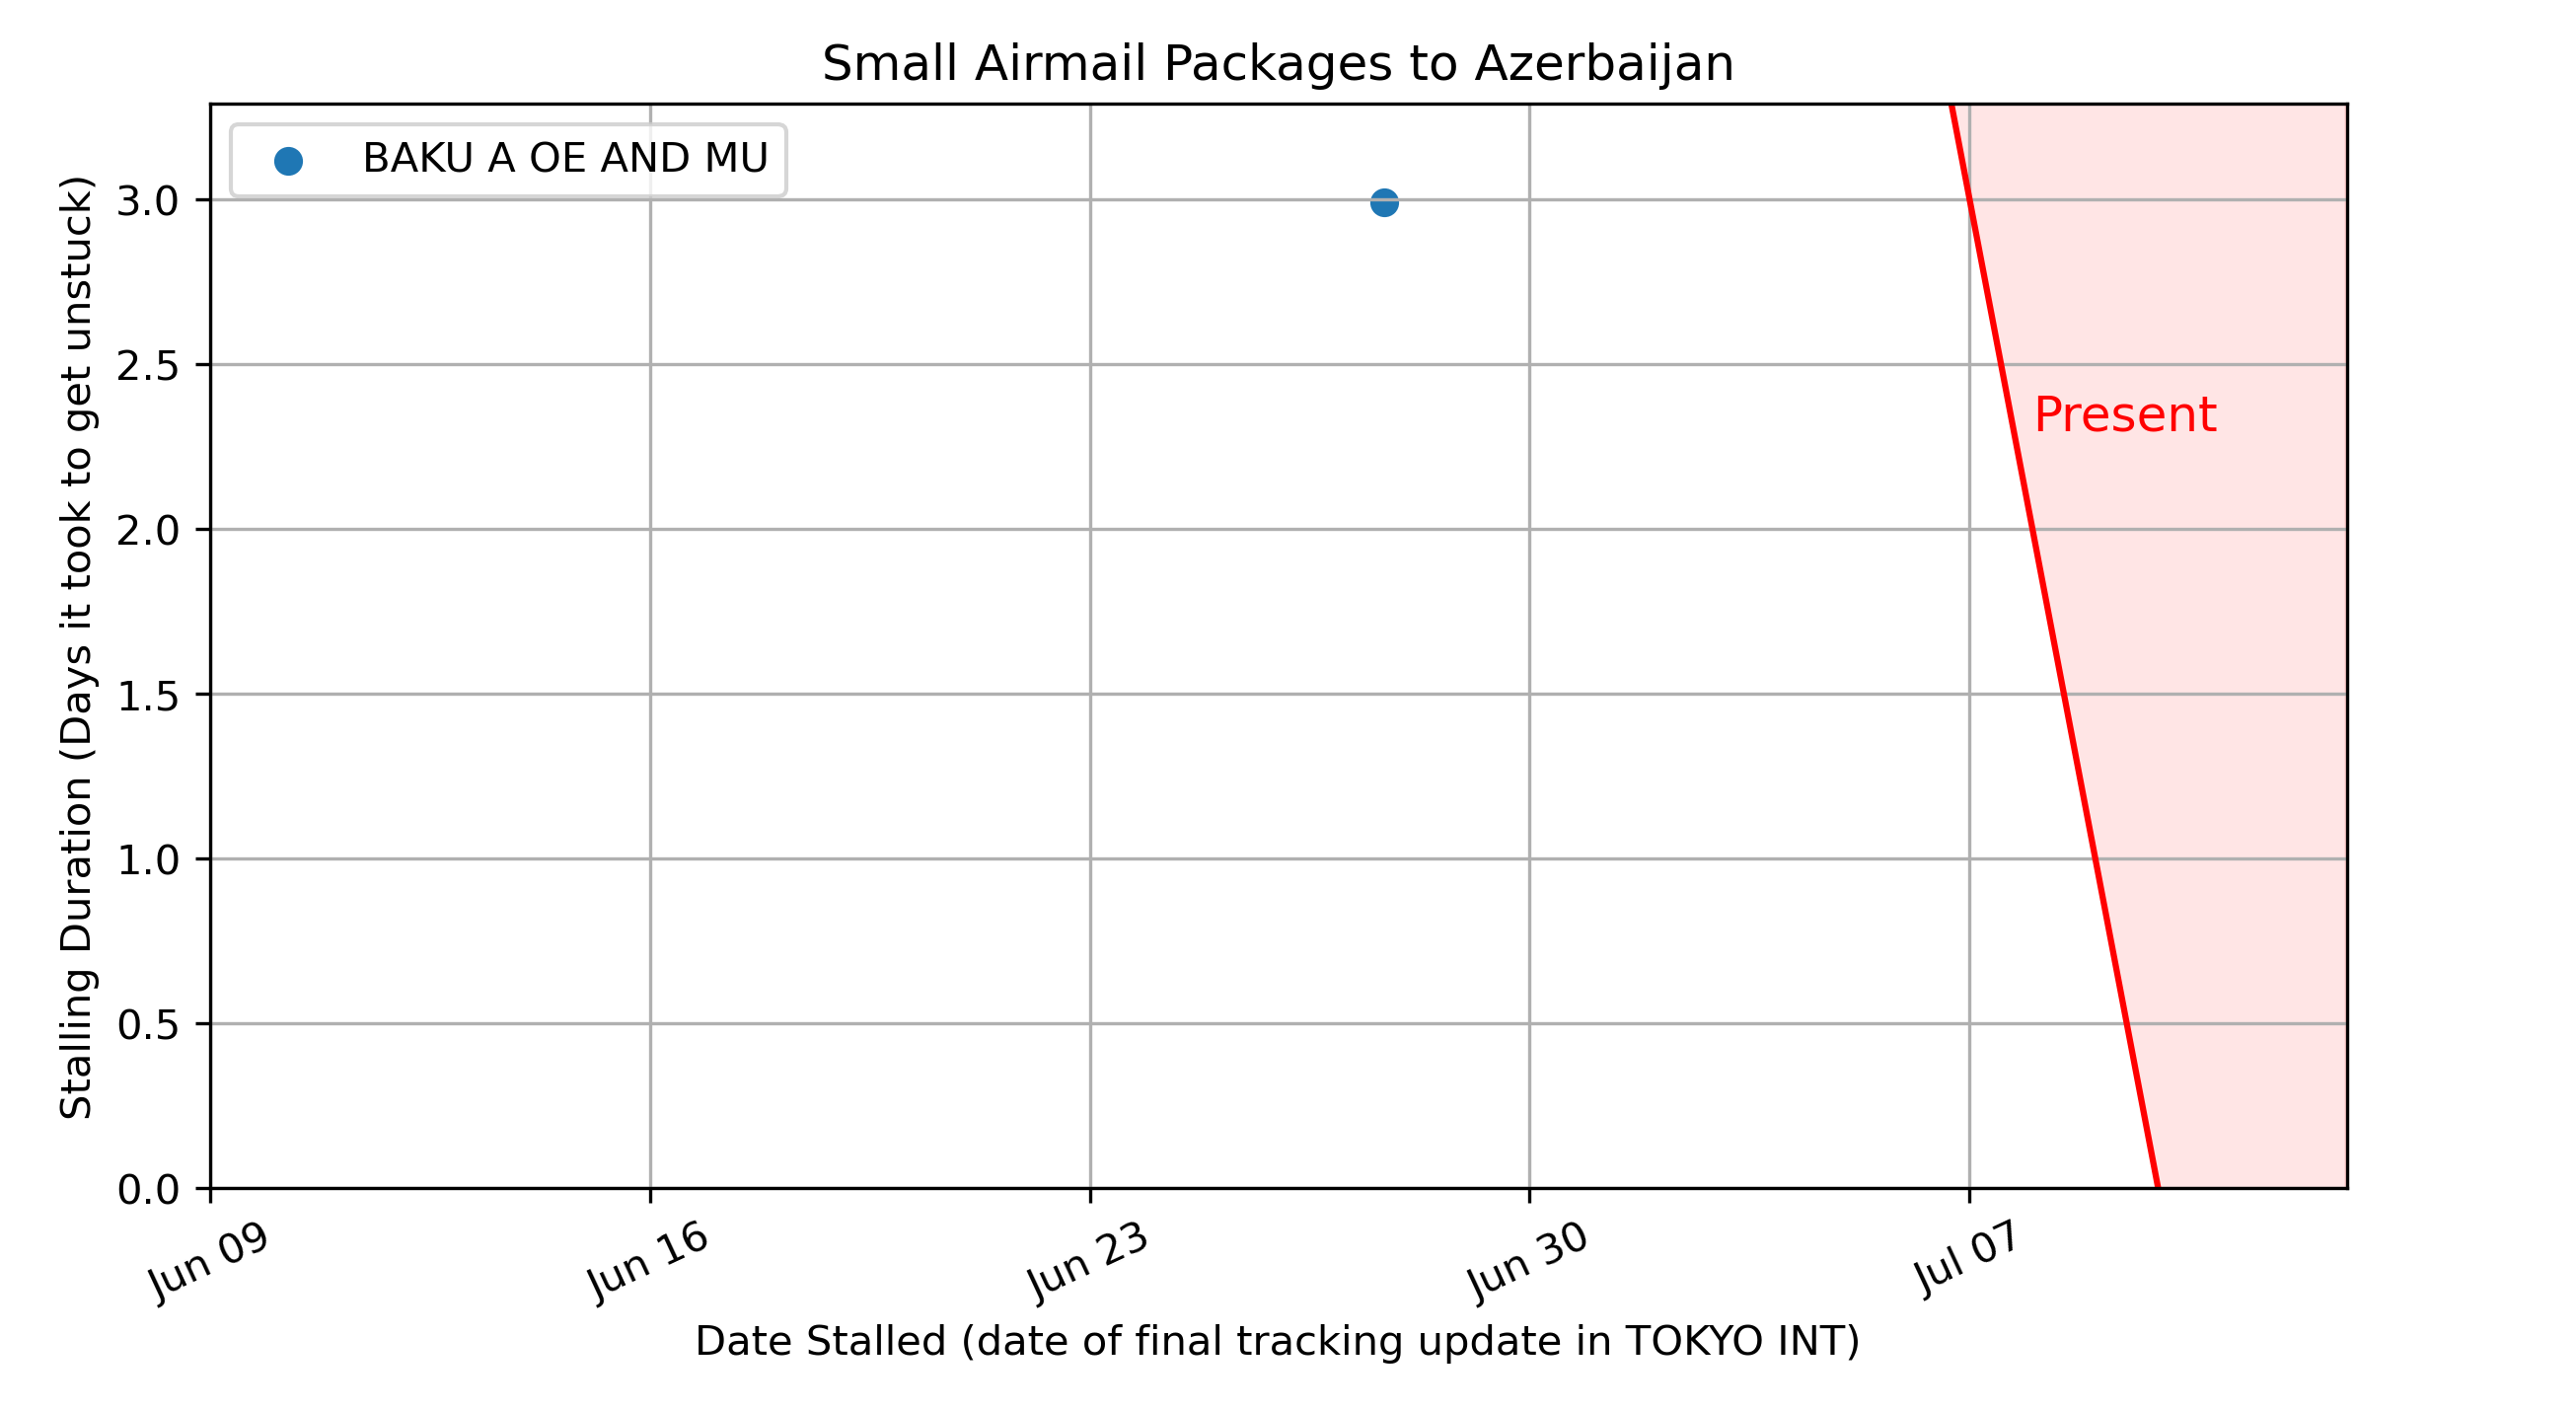 Small Airmail Packages to Azerbaijan
BAKU A OE AND MU
Stalling Duration (Days it took to get unstuck)
3.0
2.5
2.0
1.5
1.0
0.5
0.0
Present
Jun 09
Jun 16
Jun 23
Jun 30
Jul 07
Date Stalled (date of final tracking update in TOKYO INT)